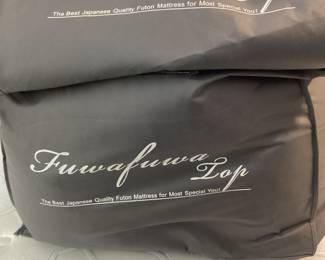 The Best Japanese Quality Futon Mattress for Most Special You!
Fuwafuwa
Top
The Best Japanese Quality Futon Mattress for Most Special You!